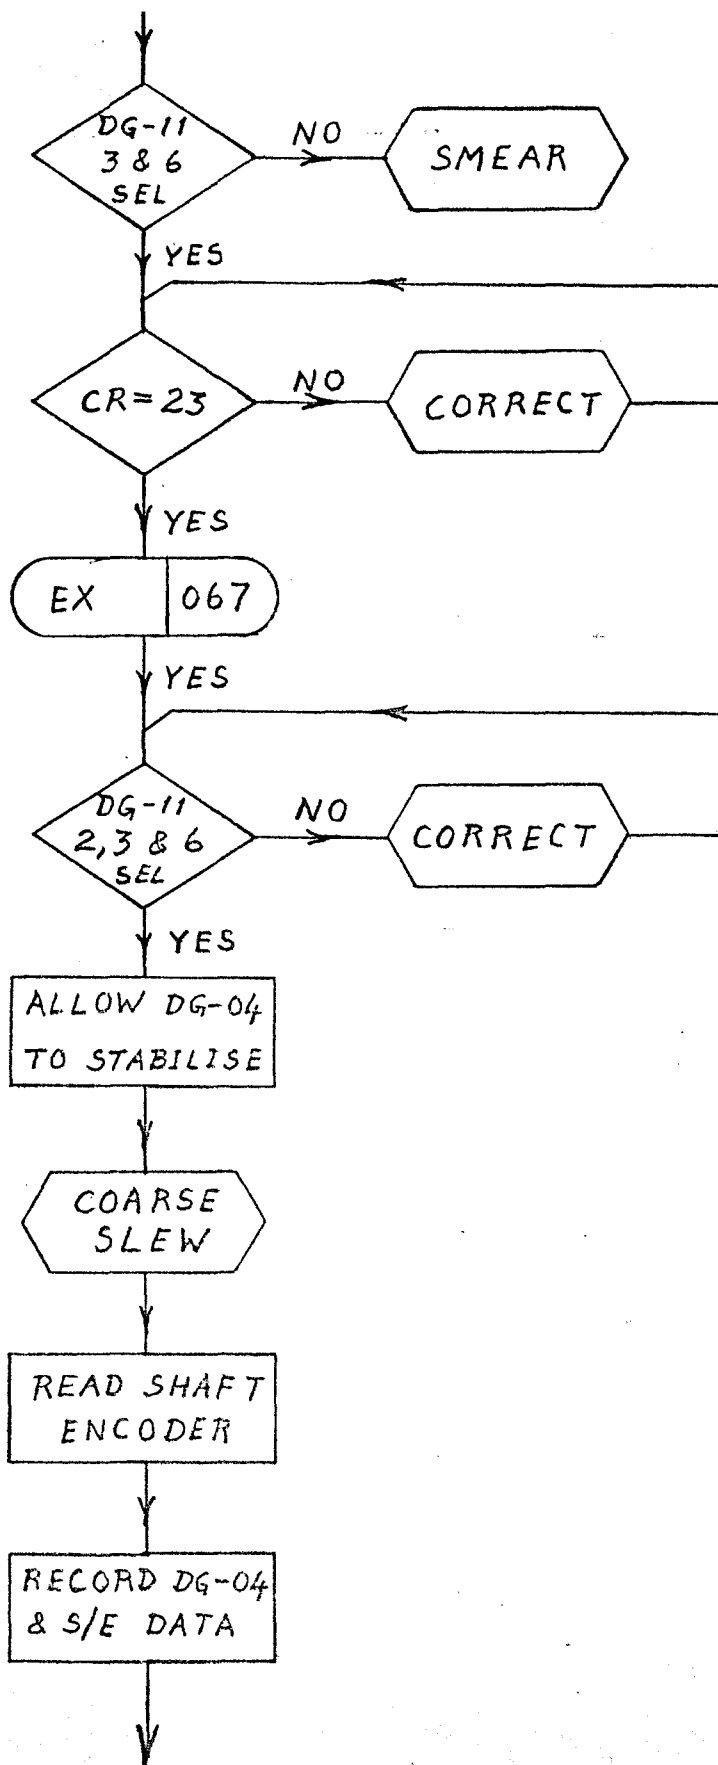 DG-11
3 & 6
SEL
NO
SMEAR
YES
CR=23
NO
CORRECT
YES
EX 067
YES
DG-11
2,3 & 6
SEL
NO
CORRECT
YES
ALLOW DG-04
TO STABILISE
COARSE
SLEW
READ SHAFT
ENCODER
RECORD DG-04
& S/E DATA